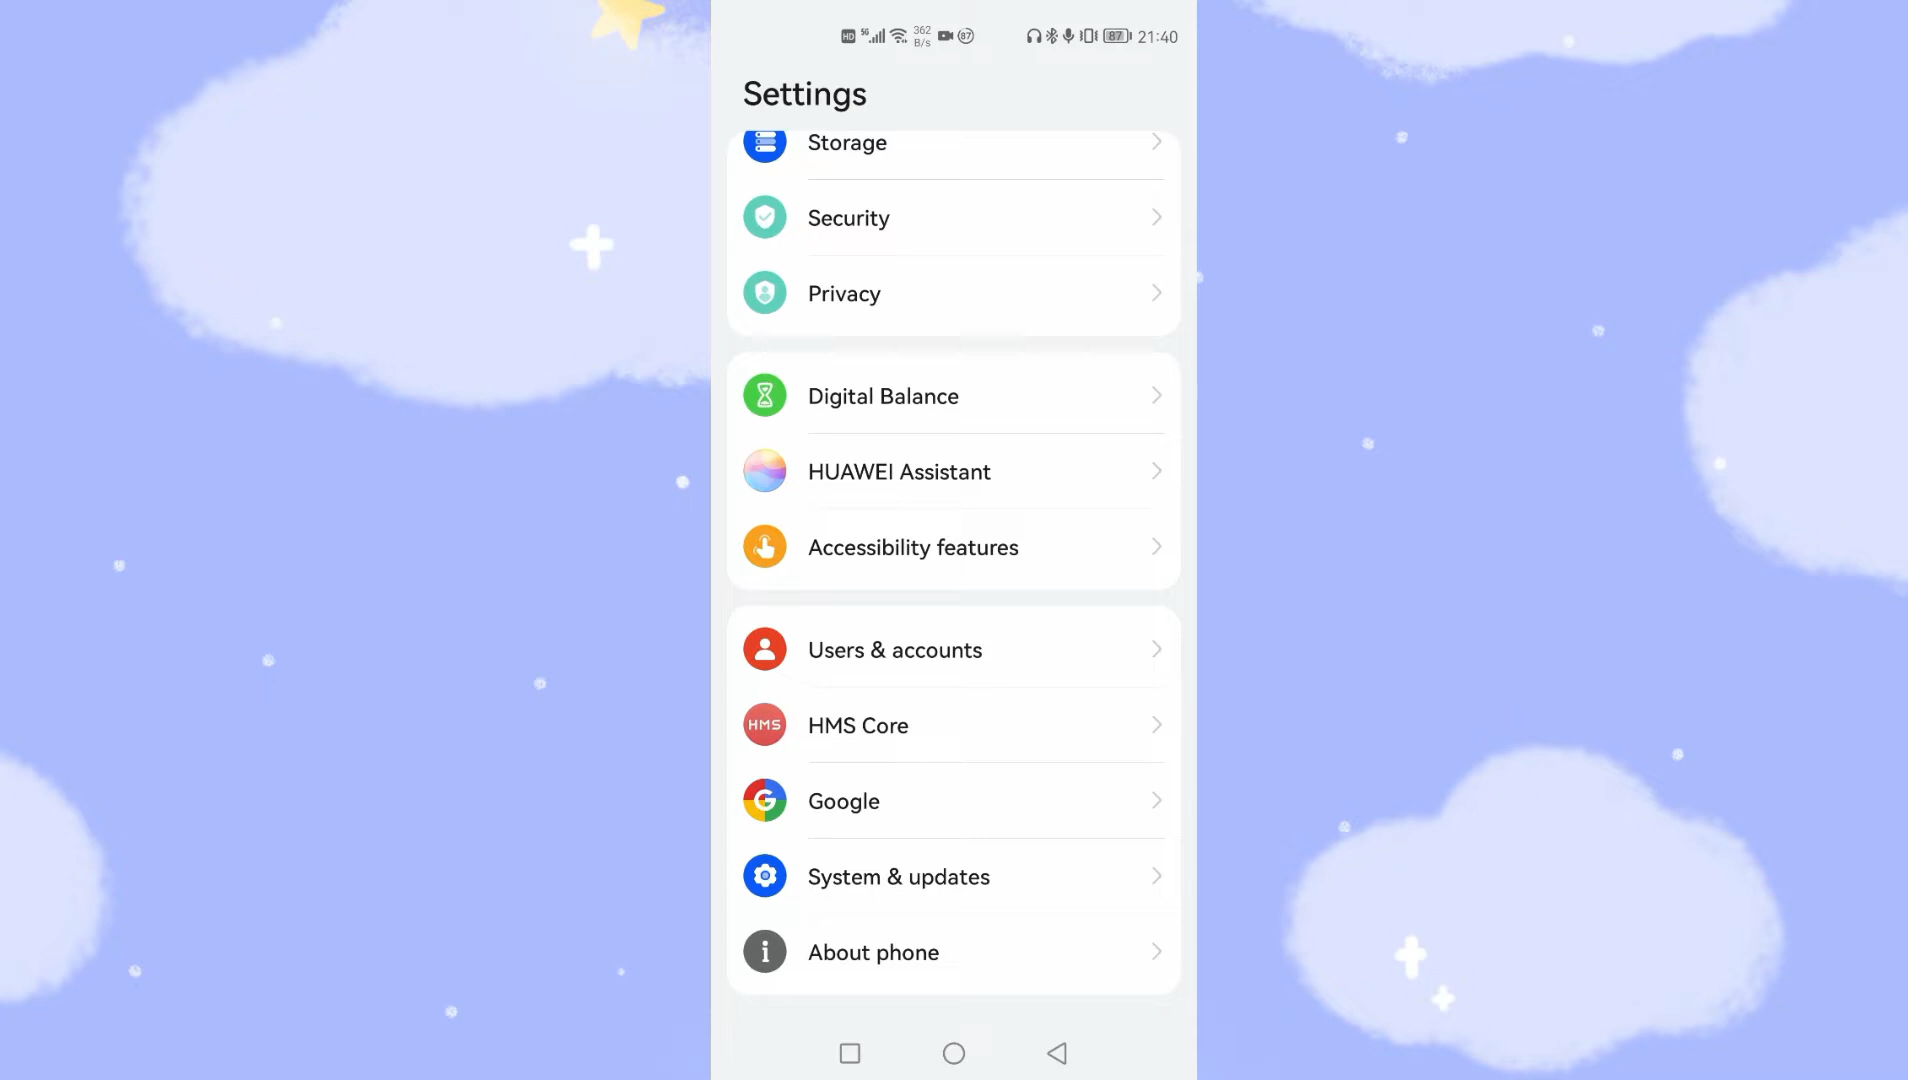 HD 5G 362 B/s 87 87 21:40
Settings
Storage
Security
Privacy
Digital Balance
HUAWEI Assistant
Accessibility features
Users & accounts
HMS HMS Core
G Google
System & updates
i About phone